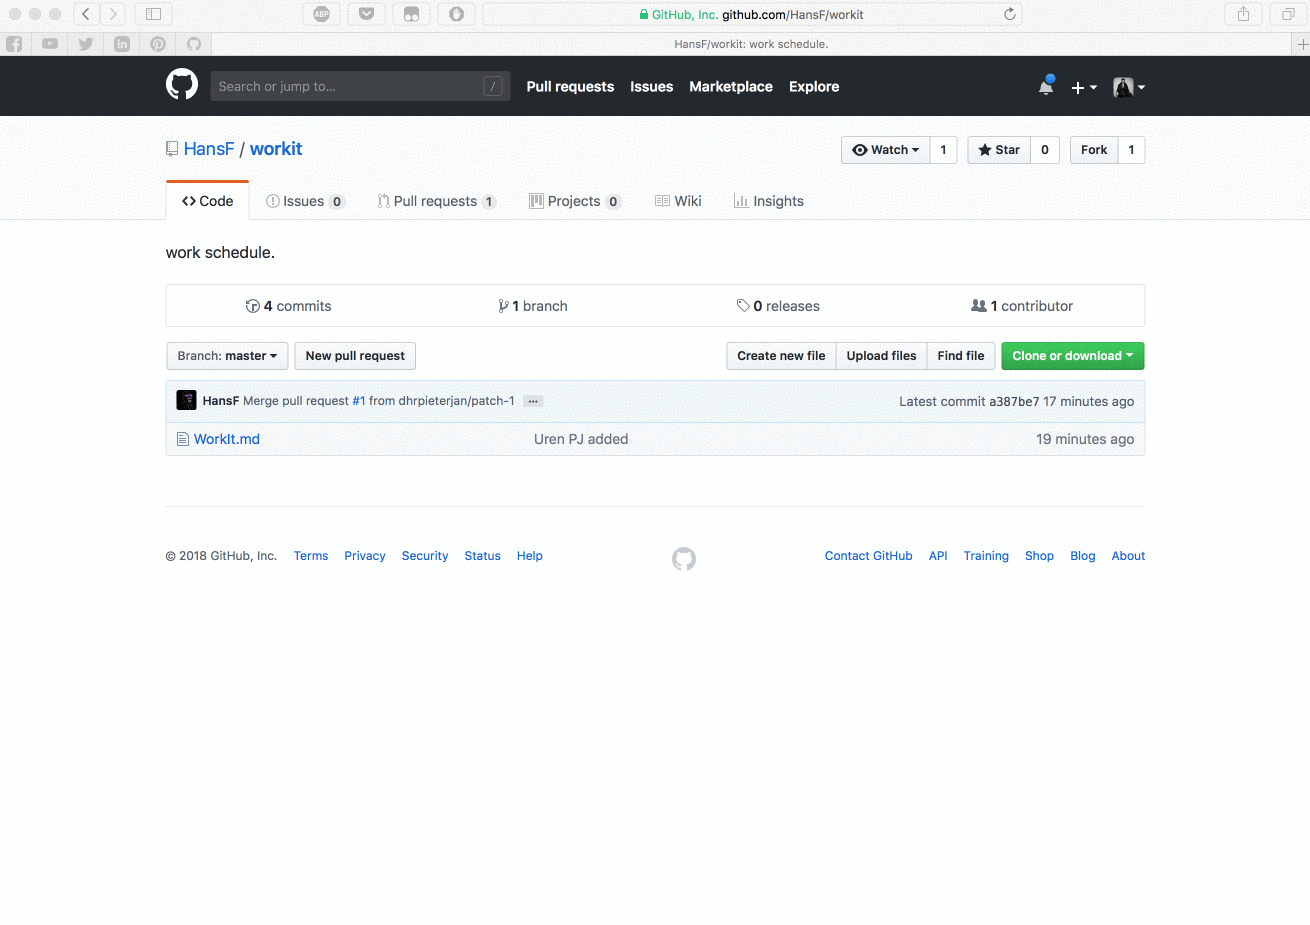 ABP GitHub, Inc. github.com/HansF/workit
HansF/workit: work schedule.
Search or jump to... / Pull requests Issues Marketplace Explore
HansF / workit Watch 1 Star 0 Fork 1
Code Issues 0 Pull requests 1 Projects 0 Wiki Insights
work schedule.
4 commits 1 branch 0 releases 1 contributor
Branch: master New pull request Create new file Upload files Find file Clone or download
HansF Merge pull request #1 from dhrpieterjan/patch-1 ... Latest commit a387be7 17 minutes ago
WorkIt.md Uren PJ added 19 minutes ago
© 2018 GitHub, Inc. Terms Privacy Security Status Help Contact GitHub API Training Shop Blog About